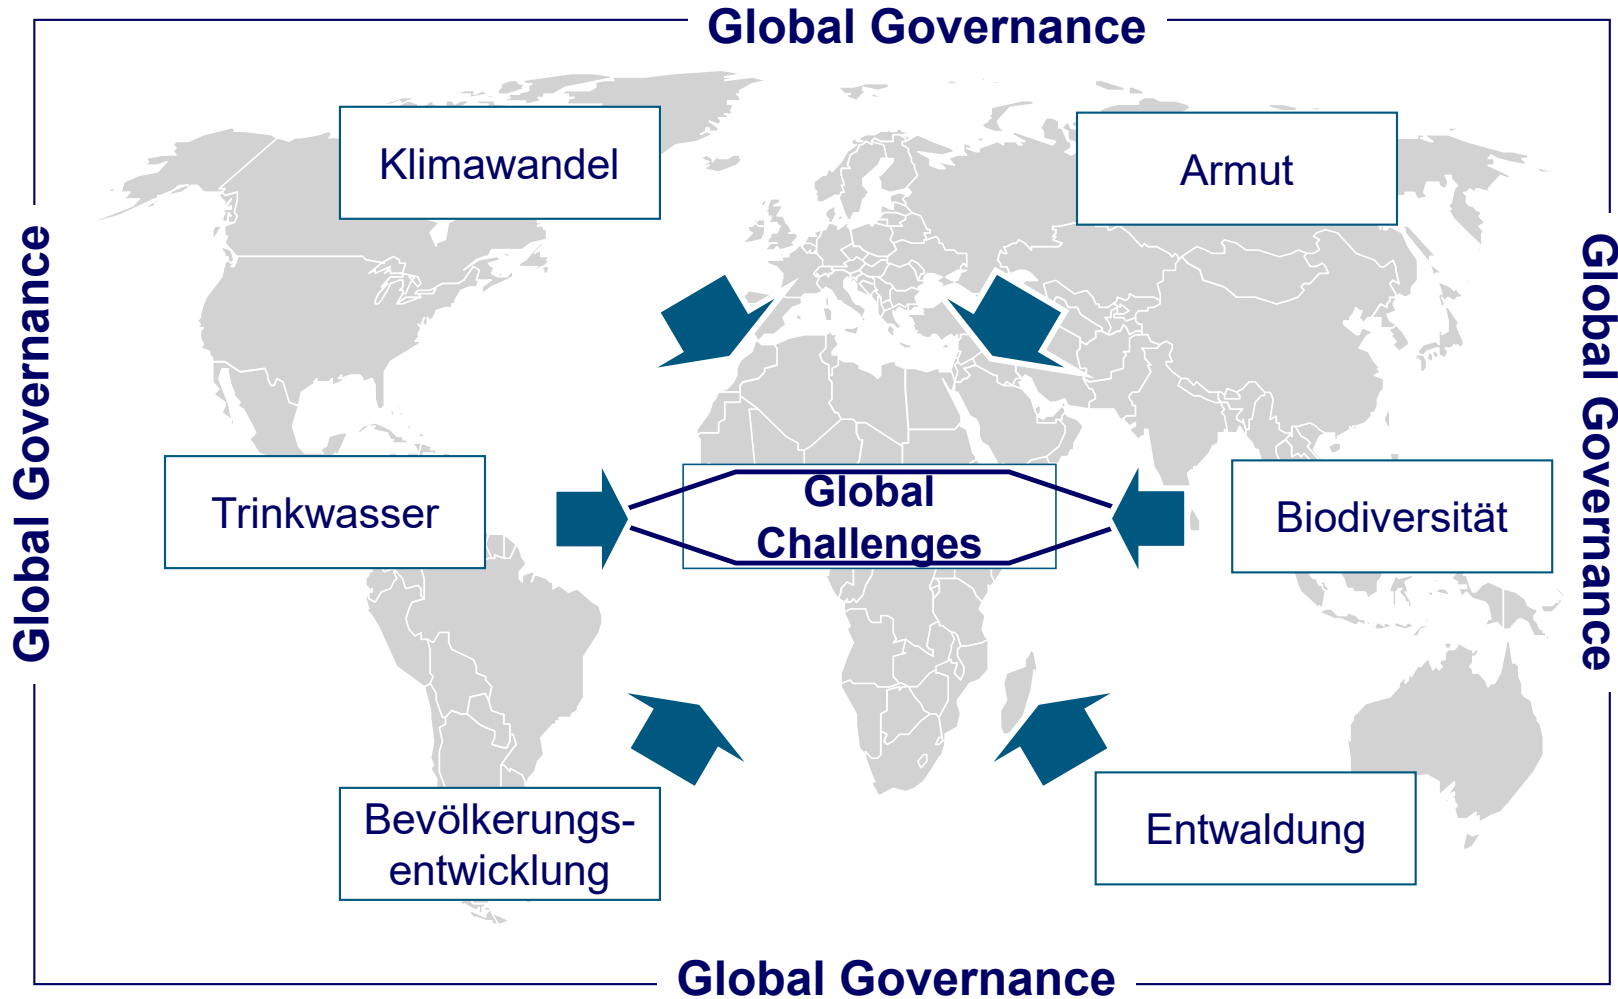 Global Governance
Klimawandel
Armut
Global Governance
Global Governance
Trinkwasser
Global
Challenges
Biodiversität
Bevölkerungs-
entwicklung
Entwaldung
Global Governance